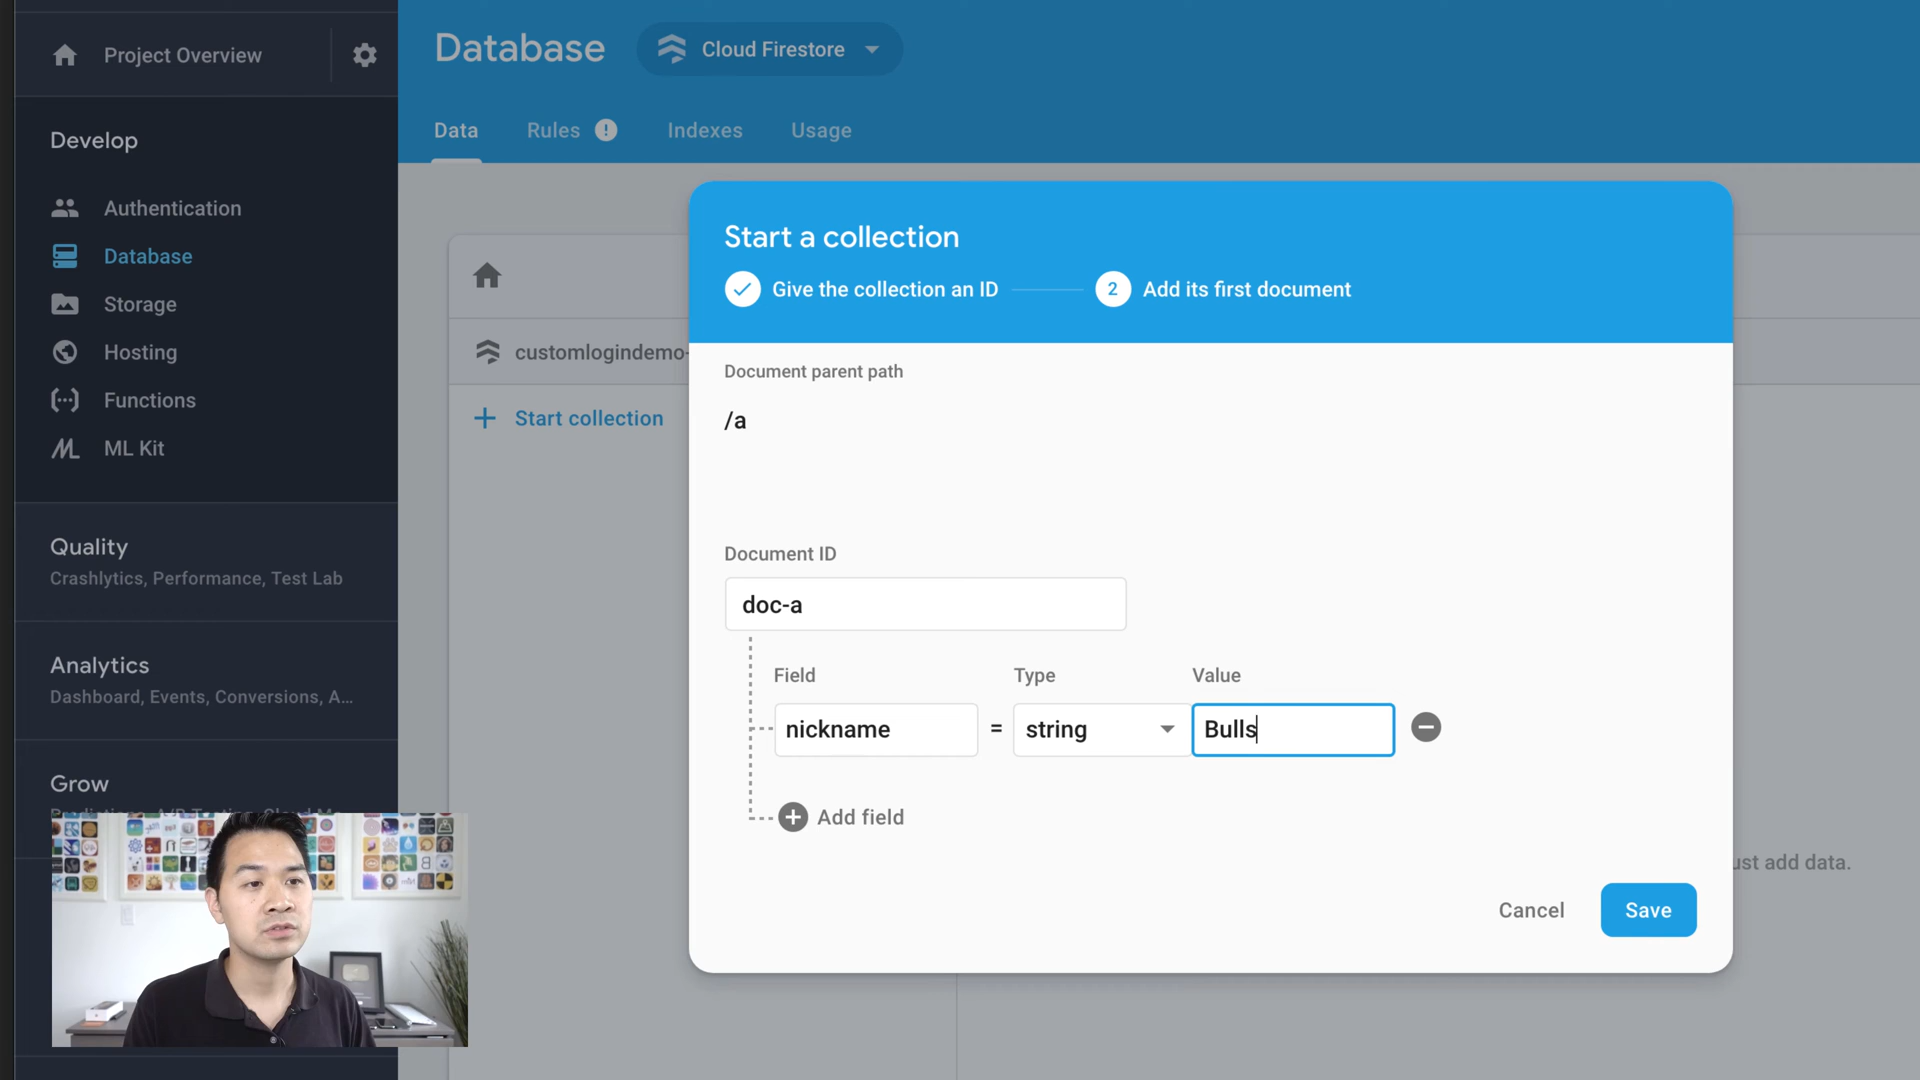 Project Overview
Develop
Authentication
Database
Storage
Hosting
Functions
ML Kit
Quality
Crashlytics, Performance, Test Lab
Analytics
Dashboard, Events, Conversions, A...
Grow
Database
Cloud Firestore
Data
Rules
Indexes
Usage
customlogindemo-
Start collection
Start a collection
Give the collection an ID
2
Add its first document
Document parent path
/a
Document ID
doc-a
Field
Type
Value
nickname
=
string
Bulls
Add field
Cancel
Save
ust add data.